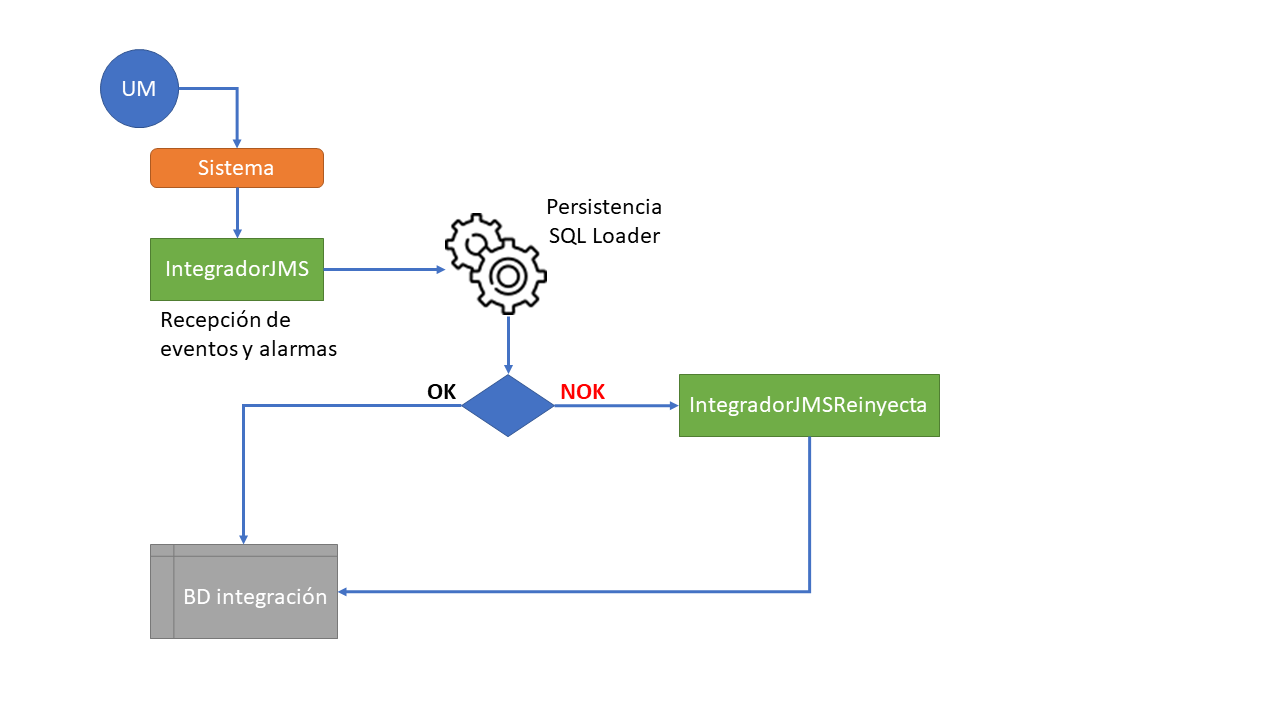 UM
Sistema
Persistencia
SQL Loader
IntegradorJMS
Recepción de
eventos y alarmas
OK
NOK
IntegradorJMSReinyecta
BD integración